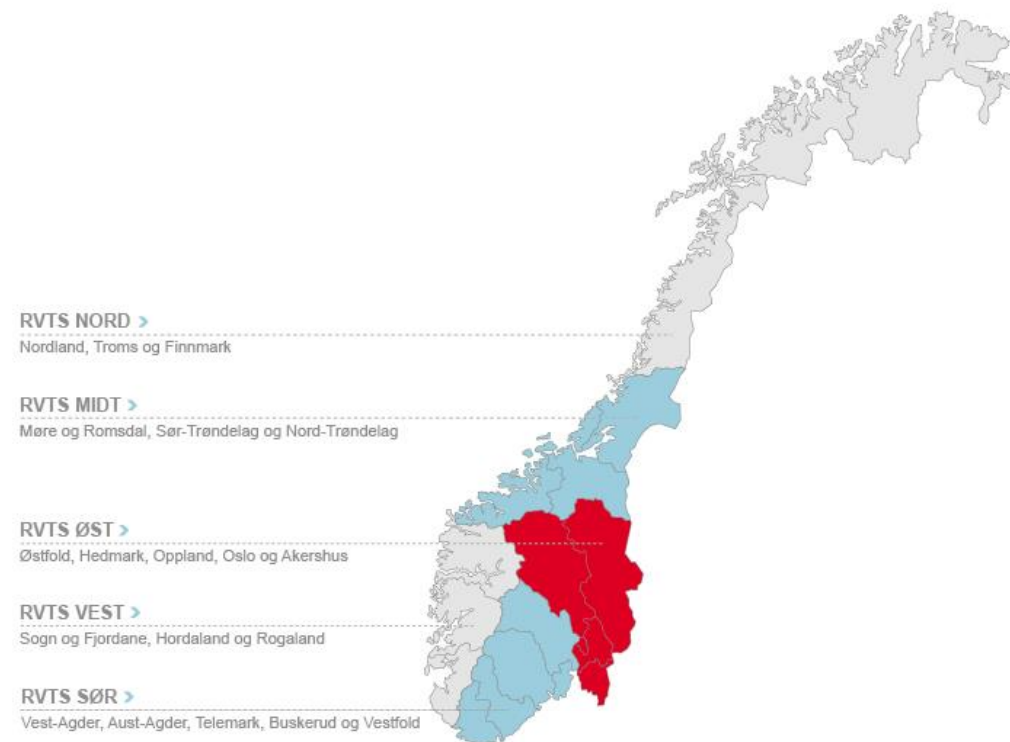 RVTS NORD >
Nordland, Troms og Finnmark
RVTS MIDT >
Møre og Romsdal, Sør-Trøndelag og Nord-Trøndelag
RVTS ØST >
Østfold, Hedmark, Oppland, Oslo og Akershus
RVTS VEST >
Sogn og Fjordane, Hordaland og Rogaland
RVTS SØR >
Vest-Agder, Aust-Agder, Telemark, Buskerud og Vestfold